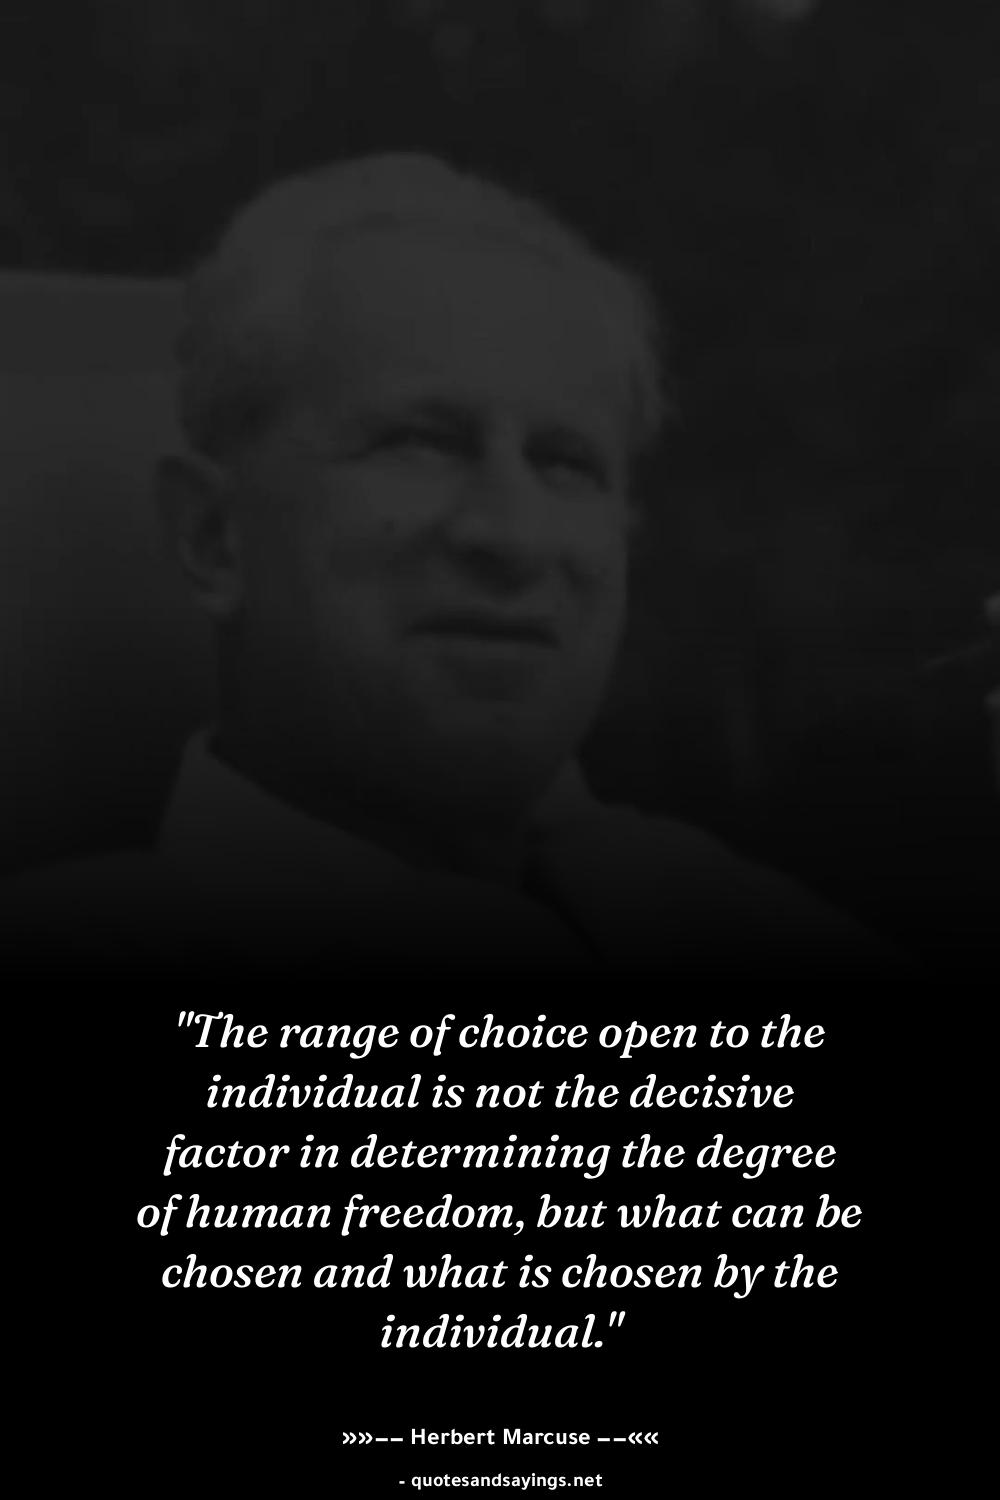 "The range of choice open to the
individual is not the decisive
factor in determining the degree
of human freedom, but what can be
chosen and what is chosen by the
individual."
»»−− Herbert Marcuse −−««
- quotesandsayings.net